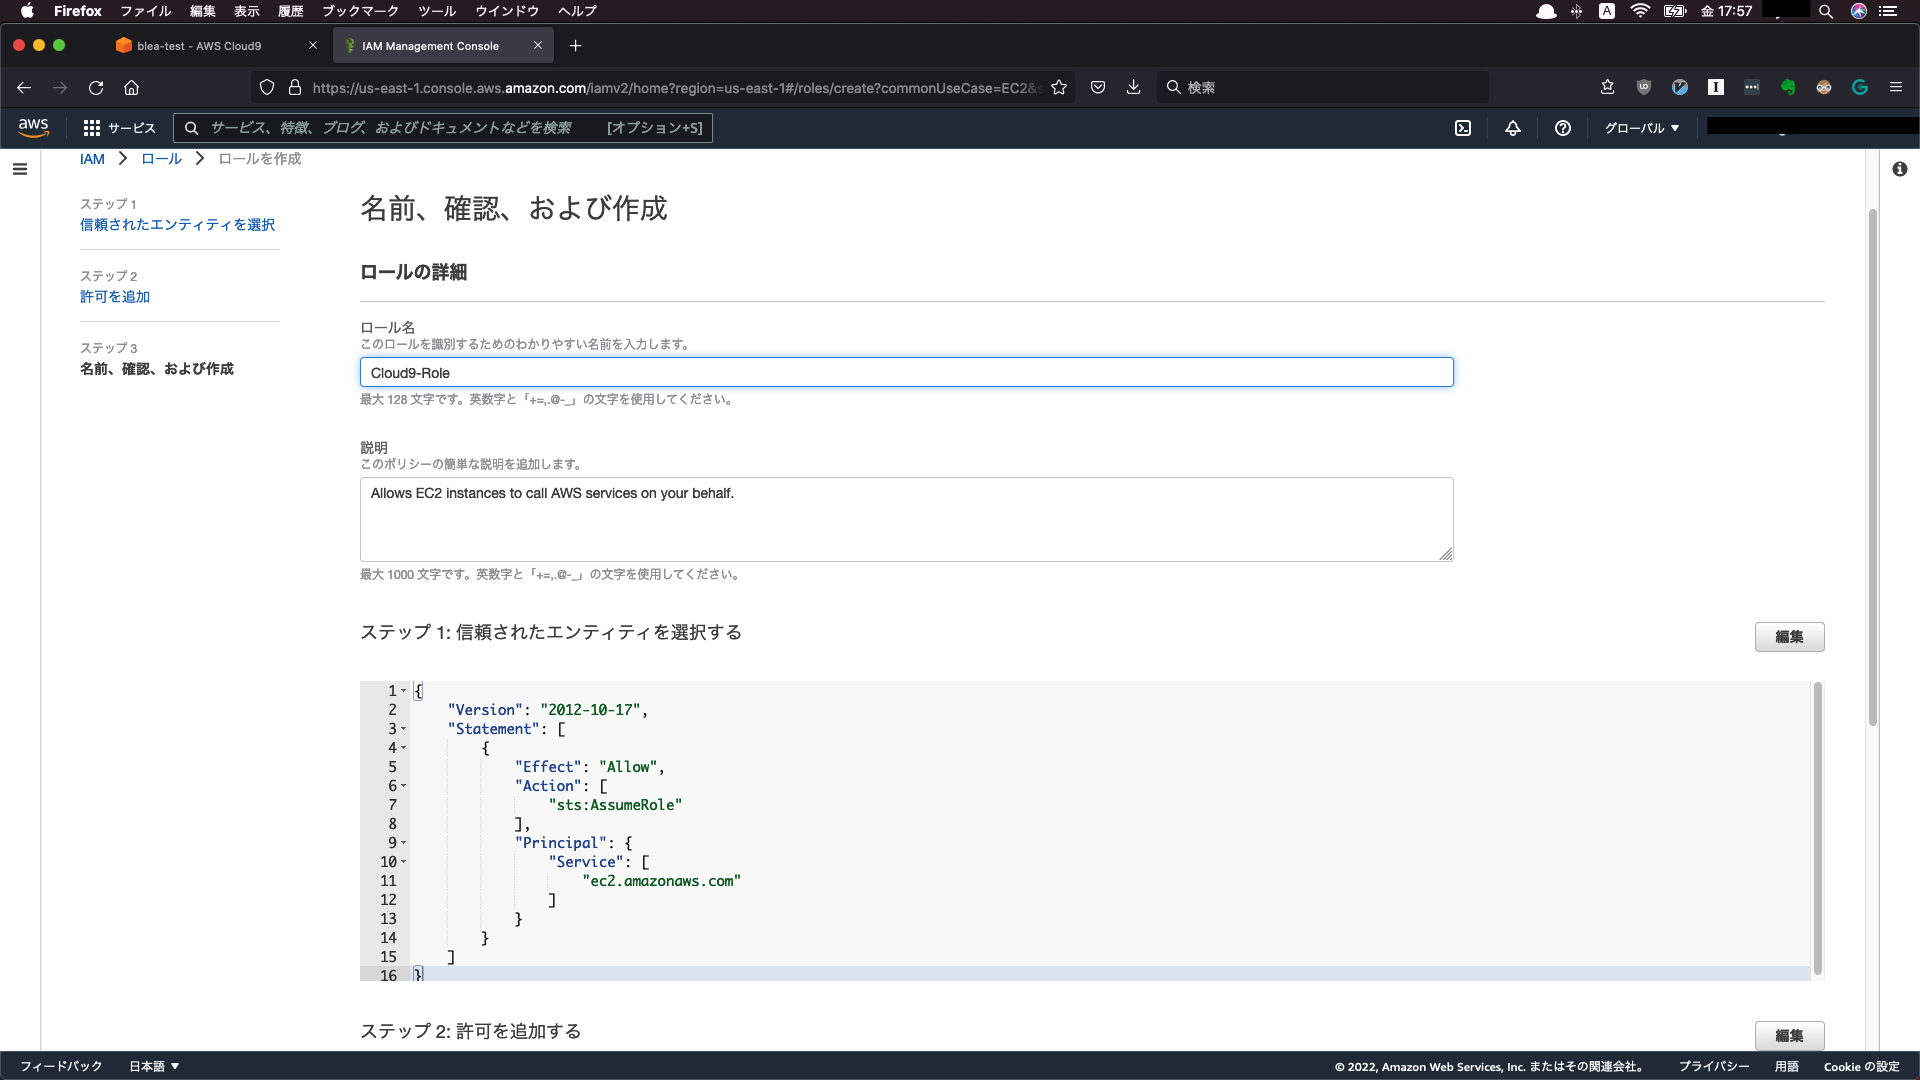 Firefox ファイル 編集 表示 履歴 ブックマーク ツール ウインドウ ヘルプ A 金 17:57
blea-test - AWS Cloud9
IAM Management Console
https://us-east-1.console.aws.amazon.com/iamv2/home?region=us-east-1#/roles/create?commonUseCase=EC2&
検索
aws サービス サービス、特徴、ブログ、およびドキュメントなどを検索 [オプション+S] グローバル ▼
IAM > ロール > ロールを作成
ステップ 1
信頼されたエンティティを選択
ステップ 2
許可を追加
ステップ 3
名前、確認、および作成
名前、確認、および作成
ロールの詳細
ロール名
このロールを識別するためのわかりやすい名前を入力します。
Cloud9-Role
最大 128 文字です。英数字と「+=,.@-_」の文字を使用してください。
説明
このポリシーの簡単な説明を追加します。
Allows EC2 instances to call AWS services on your behalf.
最大 1000 文字です。英数字と「+=,.@-_」の文字を使用してください。
ステップ 1: 信頼されたエンティティを選択する
編集
1 {
2 "Version": "2012-10-17",
3 "Statement": [
4 {
5 "Effect": "Allow",
6 "Action": [
7 "sts:AssumeRole"
8 ],
9 "Principal": {
10 "Service": [
11 "ec2.amazonaws.com"
12 ]
13 }
14 }
15 ]
16 }
ステップ 2: 許可を追加する
編集
フィードバック 日本語 ▼ © 2022, Amazon Web Services, Inc. またはその関連会社。 プライバシー 用語 Cookie の設定